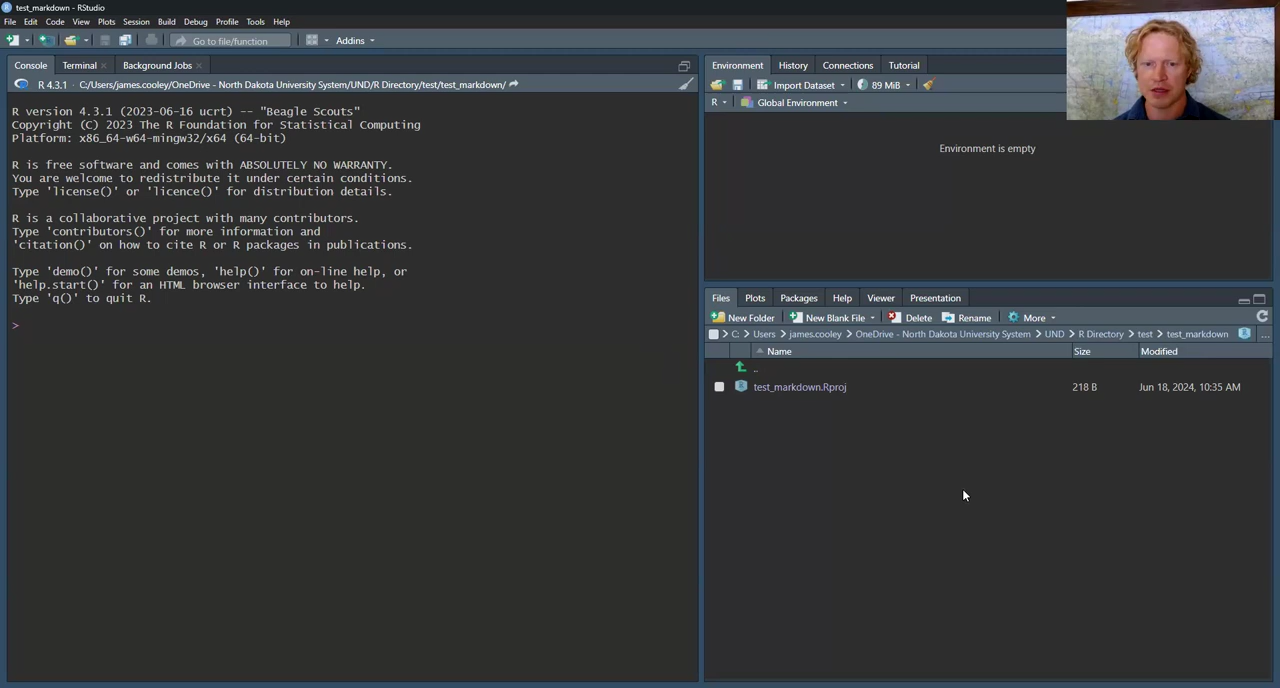 test_markdown - RStudio
File Edit Code View Plots Session Build Debug Profile Tools Help
Go to file/function Addins
Console Terminal Background Jobs
R 4.3.1 · C:/Users/james.cooley/OneDrive - North Dakota University System/UND/R Directory/test/test_markdown/
R version 4.3.1 (2023-06-16 ucrt) -- "Beagle Scouts"
Copyright (C) 2023 The R Foundation for Statistical Computing
Platform: x86_64-w64-mingw32/x64 (64-bit)
R is free software and comes with ABSOLUTELY NO WARRANTY.
You are welcome to redistribute it under certain conditions.
Type 'license()' or 'licence()' for distribution details.
R is a collaborative project with many contributors.
Type 'contributors()' for more information and
'citation()' on how to cite R or R packages in publications.
Type 'demo()' for some demos, 'help()' for on-line help, or
'help.start()' for an HTML browser interface to help.
Type 'q()' to quit R.
>
Environment History Connections Tutorial
Import Dataset 89 MiB
R Global Environment
Environment is empty
Files Plots Packages Help Viewer Presentation
New Folder New Blank File Delete Rename More
C: Users james.cooley OneDrive - North Dakota University System UND R Directory test test_markdown ...
Name Size Modified
..
test_markdown.Rproj 218 B Jun 18, 2024, 10:35 AM